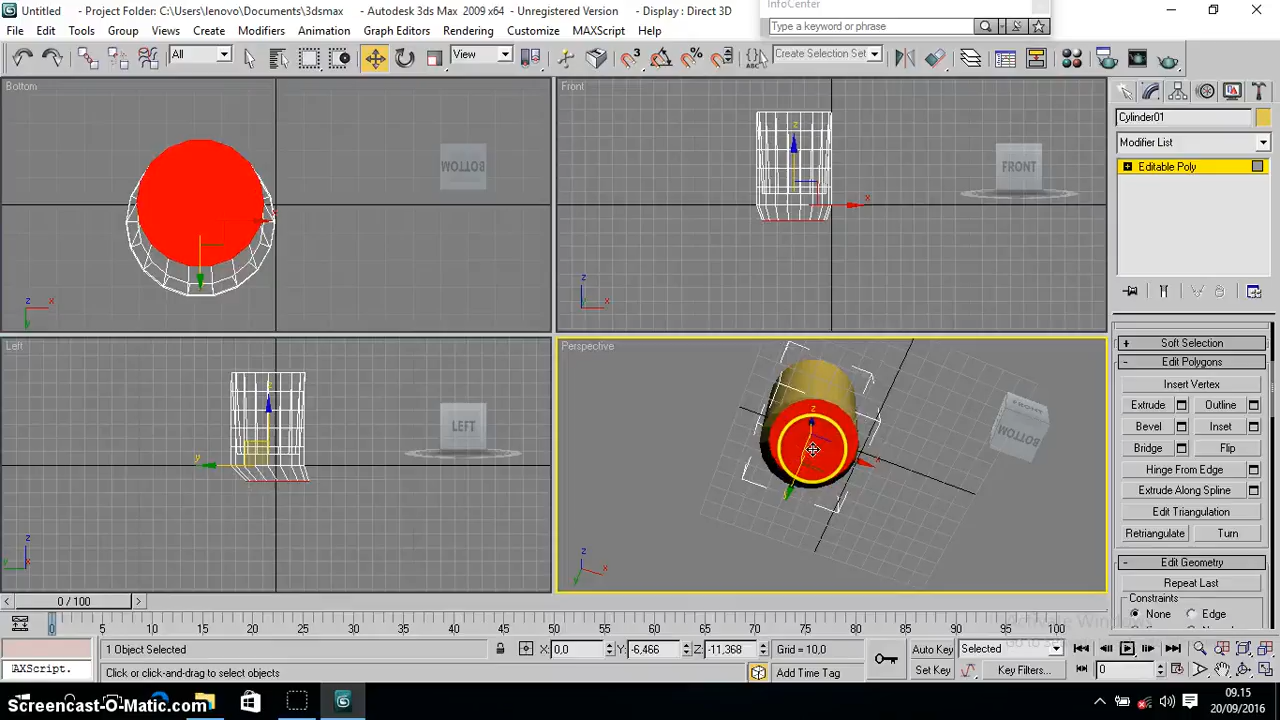 Untitled - Project Folder: C:\Users\lenovo\Documents\3dsmax - Autodesk 3ds Max 2009 x64 - Unregistered Version - Display : Direct 3D
InfoCenter
Type a keyword or phrase
File Edit Tools Group Views Create Modifiers Animation Graph Editors Rendering Customize MAXScript Help
All View 3 Create Selection Set
Bottom
BOTTOM
z x y
x
Front
FRONT
z x
z x
Left
LEFT
z y
z x
Perspective
BOTTOM
z x y
z x y
Cylinder01
Modifier List
Editable Poly
+ Soft Selection
- Edit Polygons
Insert Vertex
Extrude Outline
Bevel Inset
Bridge Flip
Hinge From Edge
Extrude Along Spline
Edit Triangulation
Retriangulate Turn
- Edit Geometry
Repeat Last
Constraints
None Edge
< 0 / 100 >
0 5 10 15 20 25 30 35 40 45 50 55 60 65 70 75 80 85 90 95 100
1 Object Selected X: 0,0 Y: -6,466 Z: -11,368 Grid = 10,0 Auto Key Selected
AXScript. Click or click-and-drag to select objects Add Time Tag Set Key Key Filters... 0
Screencast-O-Matic.com
09.15
20/09/2016